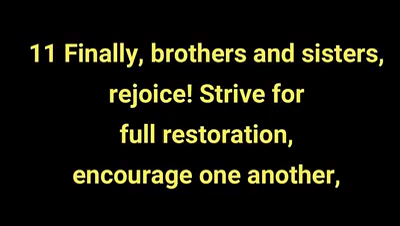 11 Finally, brothers and sisters,
rejoice! Strive for
full restoration,
encourage one another,